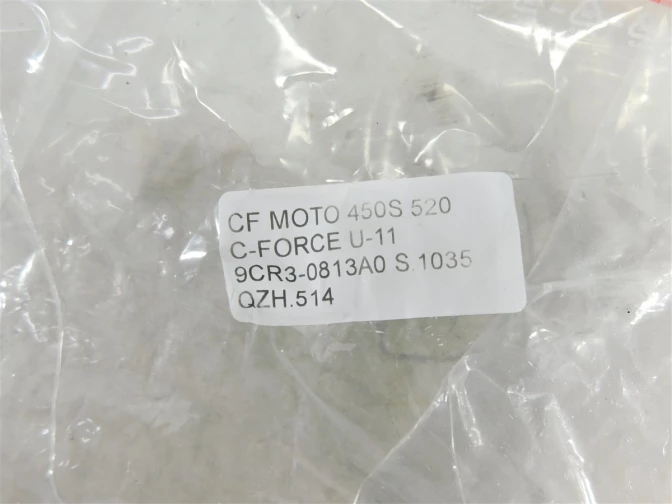 CF MOTO 450S 520
C-FORCE U-11
9CR3-0813A0 S.1035
QZH.514